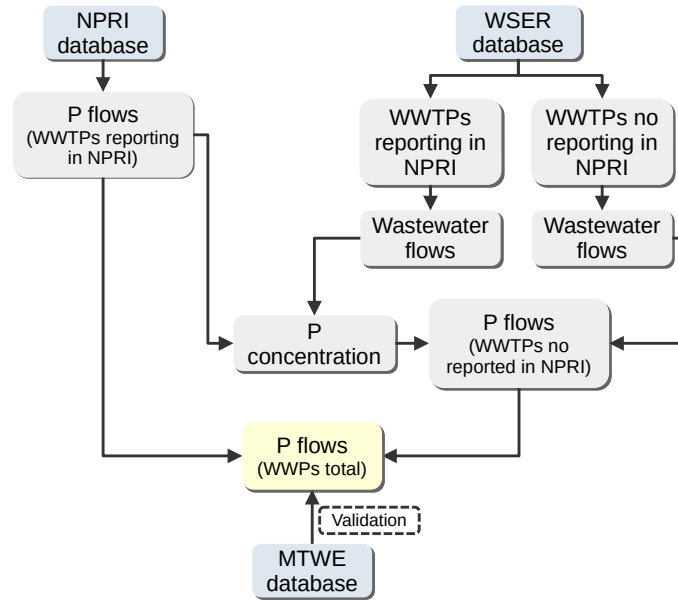 NPRI
database
WSER
database
P flows
(WWTPs reporting
in NPRI)
WWTPs
reporting in
NPRI
WWTPs no
reporting in
NPRI
Wastewater
flows
Wastewater
flows
P
concentration
P flows
(WWTPs no
reported in NPRI)
P flows
(WWPs total)
Validation
MTWE
database